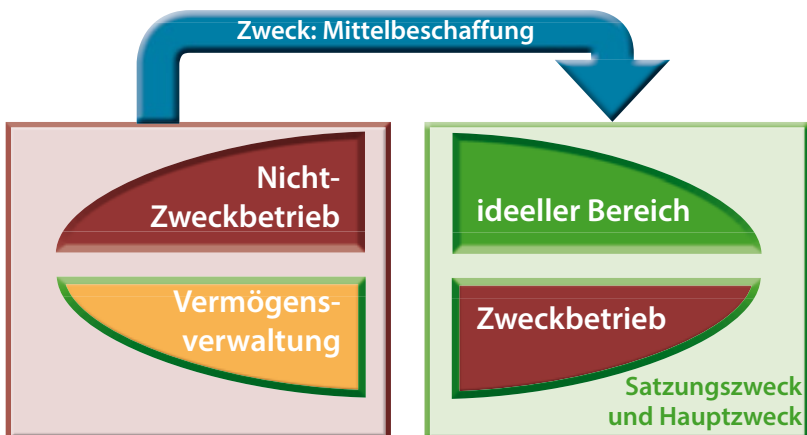 Zweck: Mittelbeschaffung
Nicht-
Zweckbetrieb
Vermögens-
verwaltung
ideeller Bereich
Zweckbetrieb
Satzungszweck
und Hauptzweck